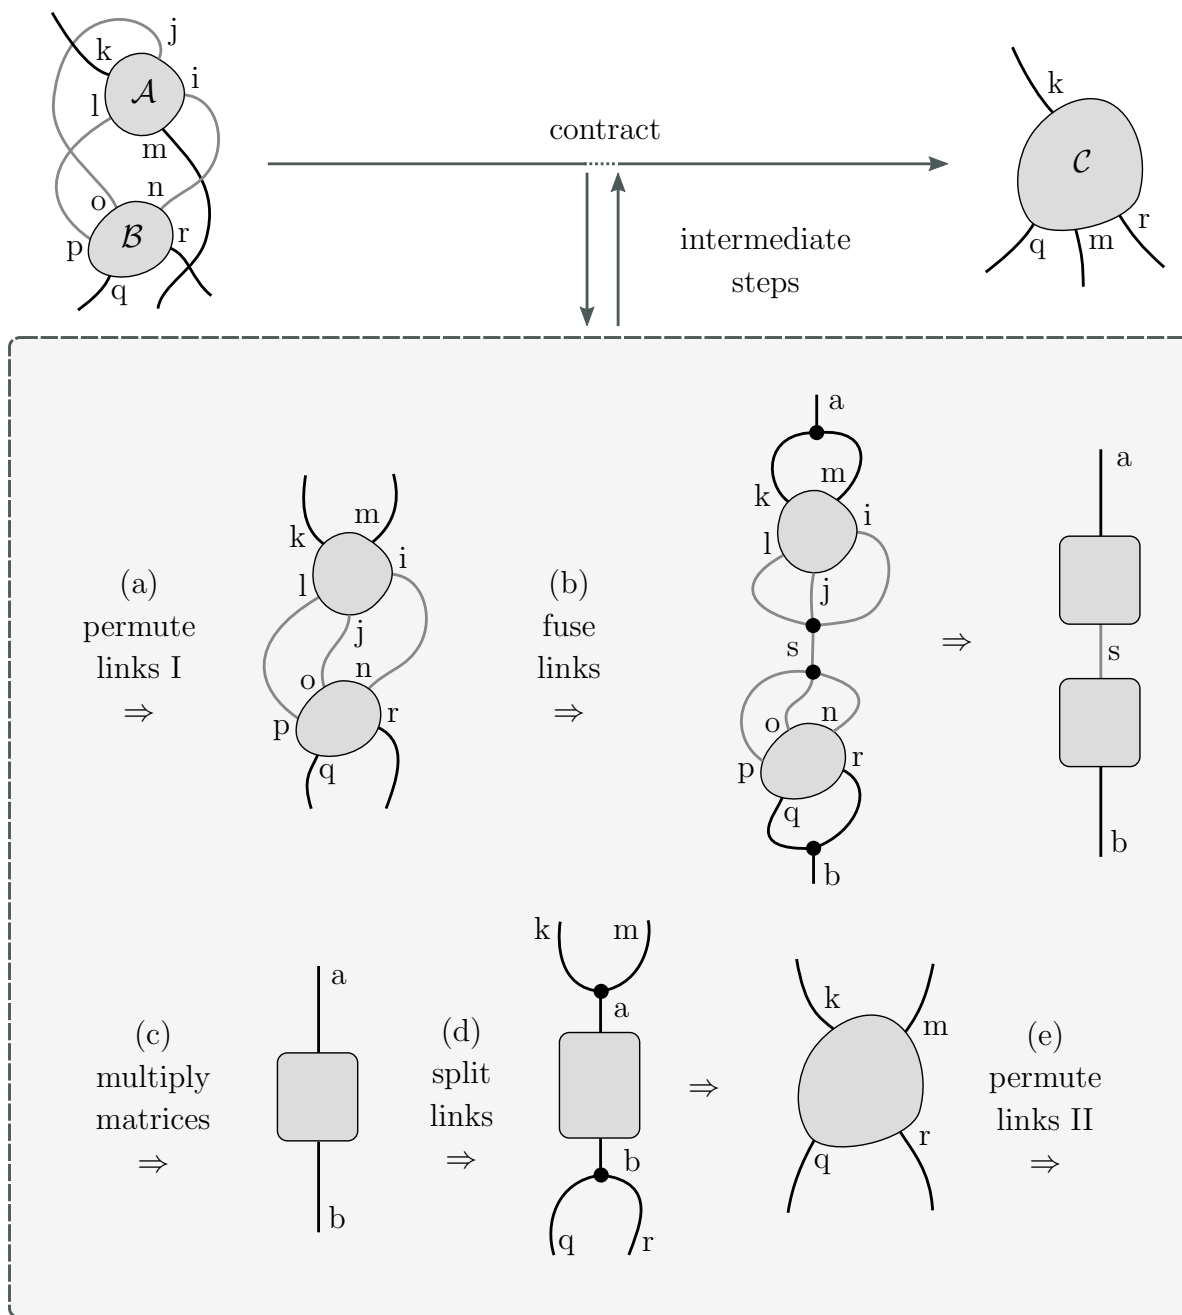 j
k
i
𝒜
l
m
n
o
ℬ
r
p
q
contract
intermediate
steps
k
𝒞
r
q
m
(a)
permute
links I
⇒
k
m
i
l
j
n
o
r
p
q
(b)
fuse
links
⇒
a
m
k
i
l
j
s
n
o
r
p
q
b
⇒
a
s
b
(c)
multiply
matrices
⇒
a
b
(d)
split
links
⇒
k
m
a
b
q
r
⇒
k
m
r
q
(e)
permute
links II
⇒